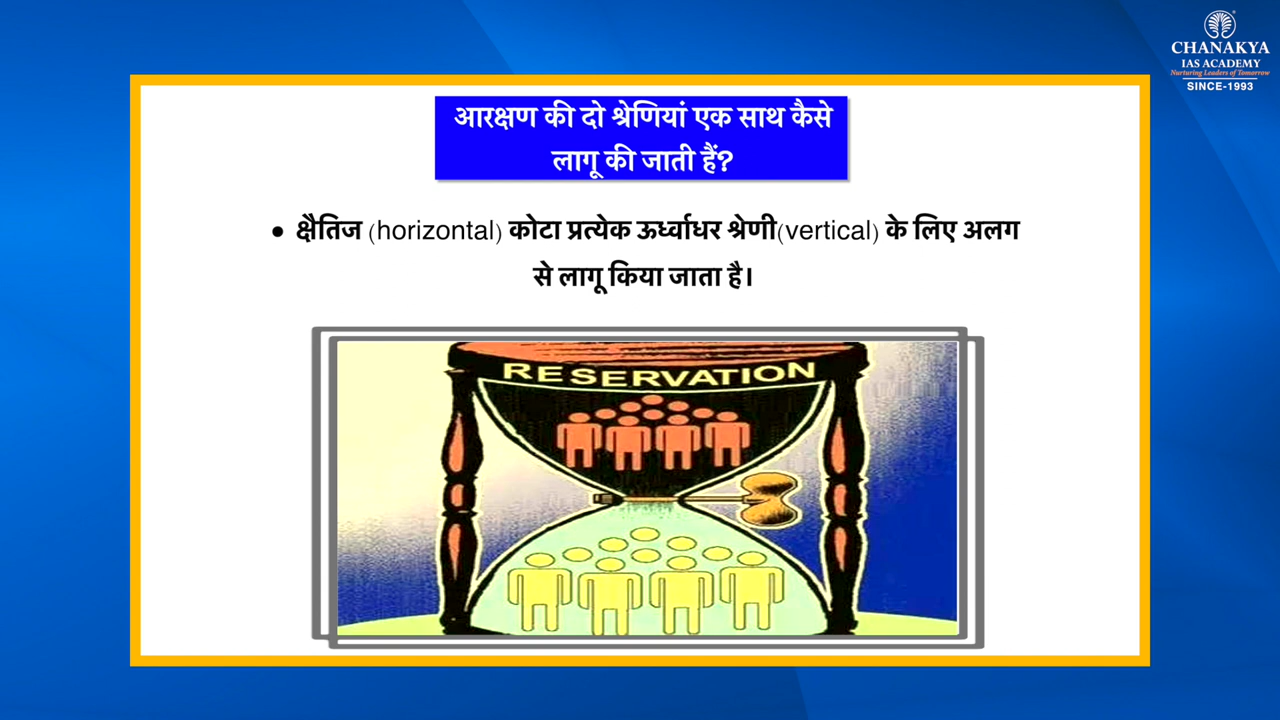 CHANAKYA
IAS ACADEMY
Nurturing Leaders of Tomorrow
SINCE-1993
आरक्षण की दो श्रेणियां एक साथ कैसे
लागू की जाती हैं?
• क्षैतिज (horizontal) कोटा प्रत्येक ऊर्ध्वाधर श्रेणी(vertical) के लिए अलग
से लागू किया जाता है।
RESERVATION